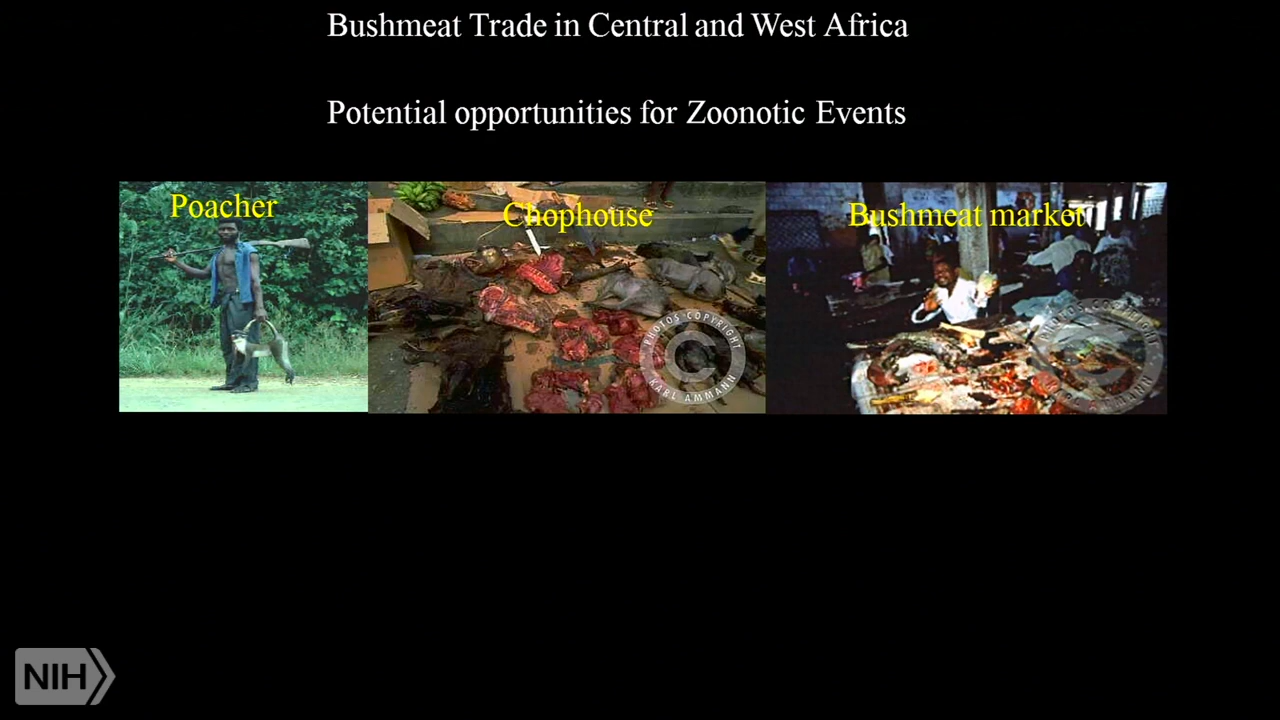 Bushmeat Trade in Central and West Africa
Potential opportunities for Zoonotic Events
Poacher
Chophouse
Bushmeat market
PHOTOS COPYRIGHT
C
KARL AMMANN
NIH